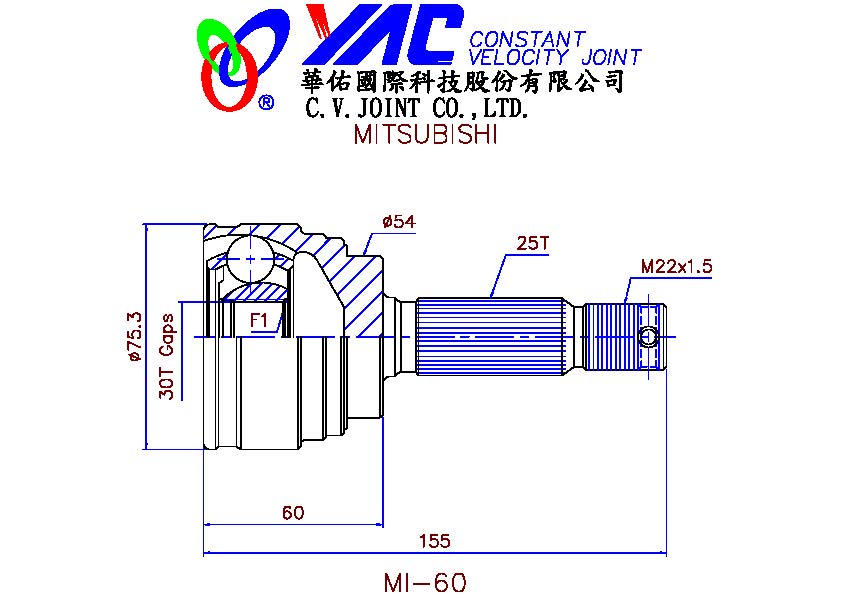 YAC CONSTANT
VELOCITY JOINT
®
華佑國際科技股份有限公司
C.V.JOINT CO.,LTD.
MITSUBISHI
ø54
25T
M22x1.5
F1
ø75.3
30T Gaps
60
155
MI-60